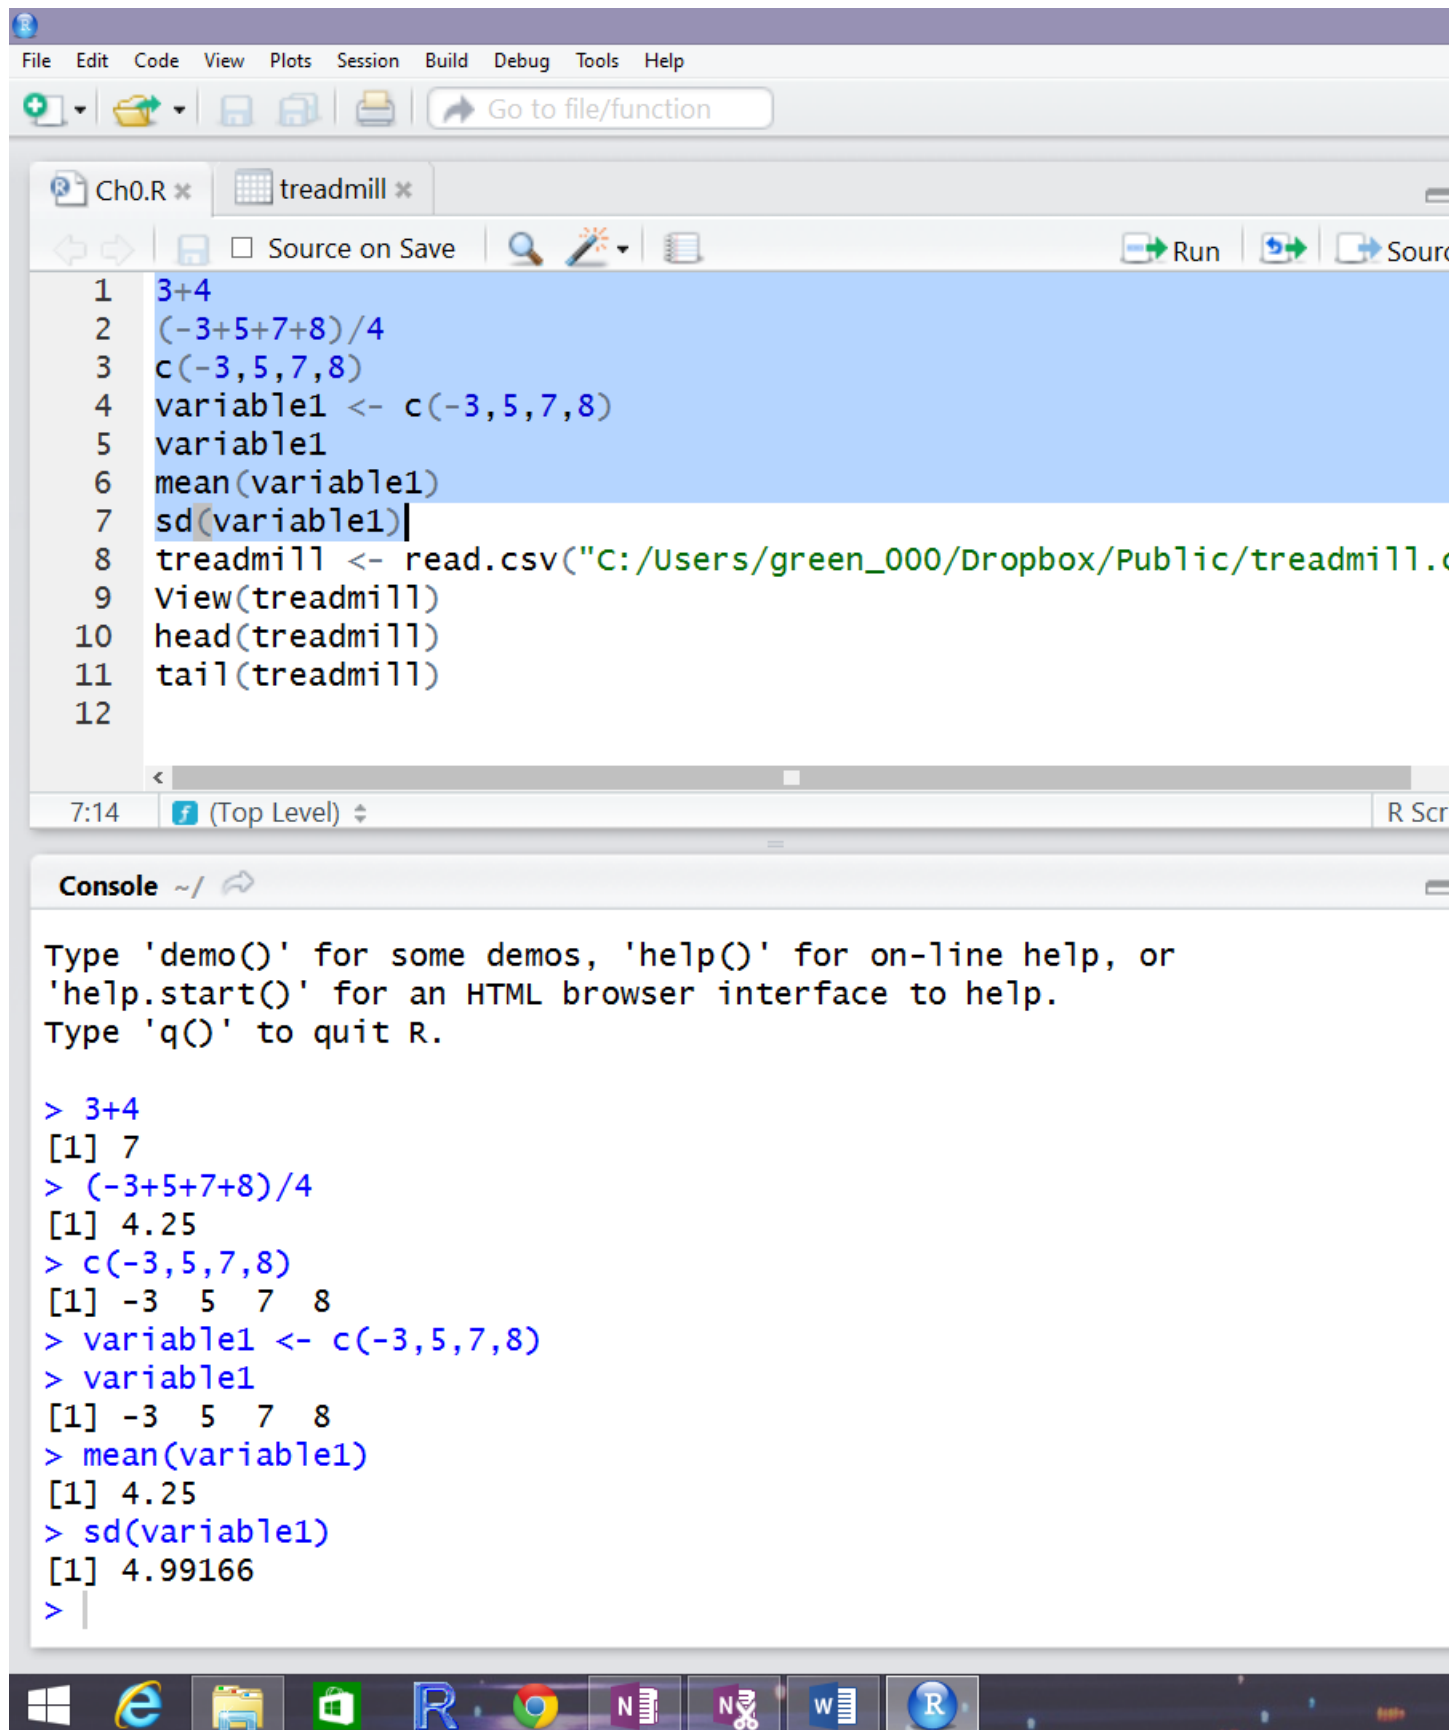 File Edit Code View Plots Session Build Debug Tools Help
Go to file/function
Ch0.R treadmill
Source on Save Run
1 3+4
2 (-3+5+7+8)/4
3 c(-3,5,7,8)
4 variable1 <- c(-3,5,7,8)
5 variable1
6 mean(variable1)
7 sd(variable1)
8 treadmill <- read.csv("C:/Users/green_000/Dropbox/Public/treadmill.c
9 View(treadmill)
10 head(treadmill)
11 tail(treadmill)
12
7:14 (Top Level) R Scr
Console ~/
Type 'demo()' for some demos, 'help()' for on-line help, or
'help.start()' for an HTML browser interface to help.
Type 'q()' to quit R.
> 3+4
[1] 7
> (-3+5+7+8)/4
[1] 4.25
> c(-3,5,7,8)
[1] -3 5 7 8
> variable1 <- c(-3,5,7,8)
> variable1
[1] -3 5 7 8
> mean(variable1)
[1] 4.25
> sd(variable1)
[1] 4.99166
>